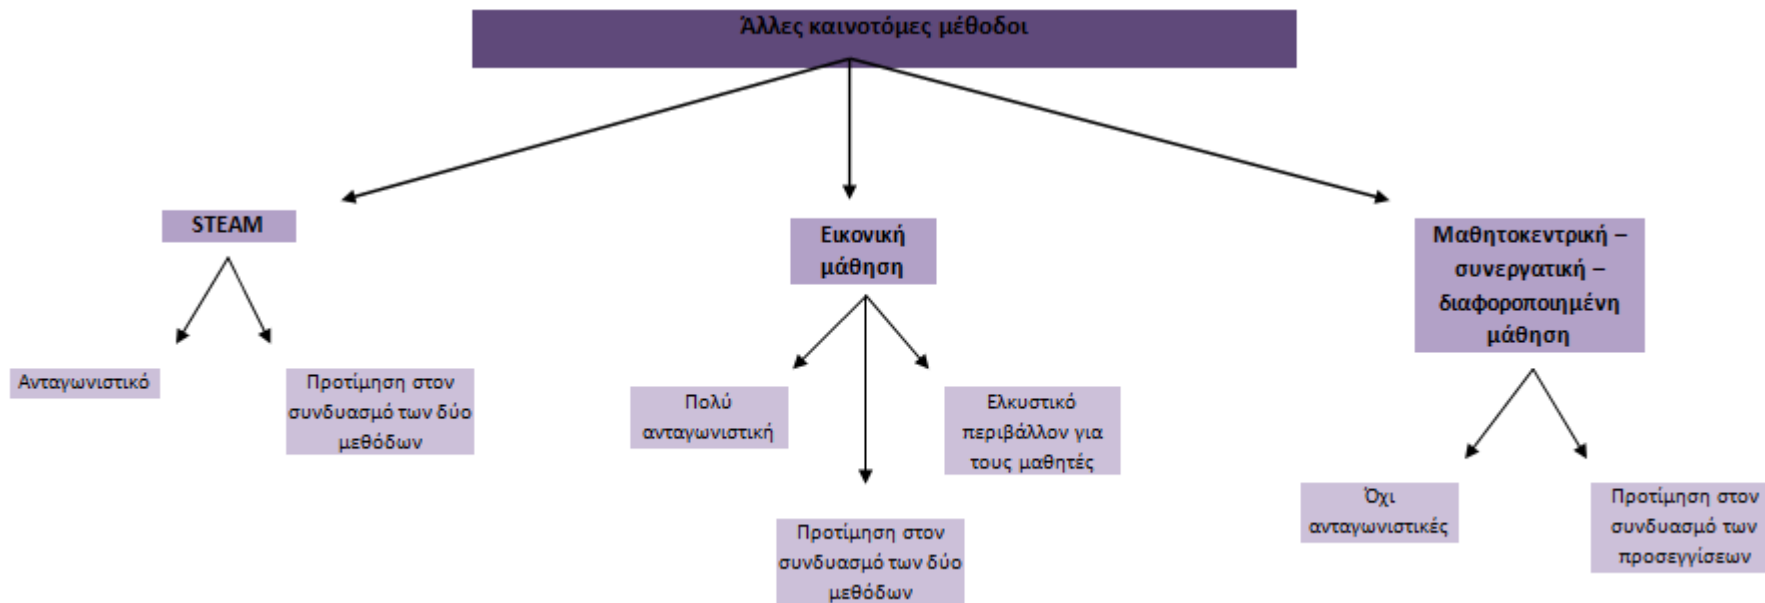 Άλλες καινοτόμες μέθοδοι
STEAM
Εικονική
μάθηση
Μαθητοκεντρική –
συνεργατική –
διαφοροποιημένη
μάθηση
Ανταγωνιστικό
Προτίμηση στον
συνδυασμό των δύο
μεθόδων
Πολύ
ανταγωνιστική
Προτίμηση στον
συνδυασμό των δύο
μεθόδων
Ελκυστικό
περιβάλλον για
τους μαθητές
Όχι
ανταγωνιστικές
Προτίμηση στον
συνδυασμό των
προσεγγίσεων